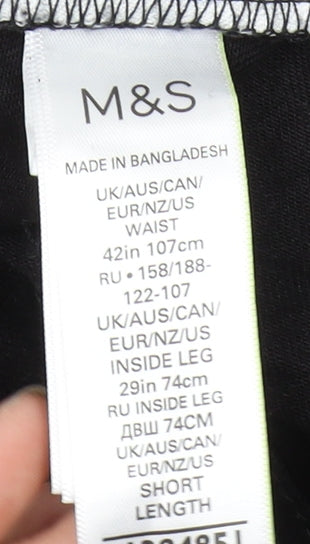 M&S
MADE IN BANGLADESH
UK/AUS/CAN/
EUR/NZ/US
WAIST
42in 107cm
RU • 158/188-
122-107
UK/AUS/CAN/
EUR/NZ/US
INSIDE LEG
29in 74cm
RU INSIDE LEG
ДВШ 74СМ
UK/AUS/CAN/
EUR/NZ/US
SHORT
LENGTH